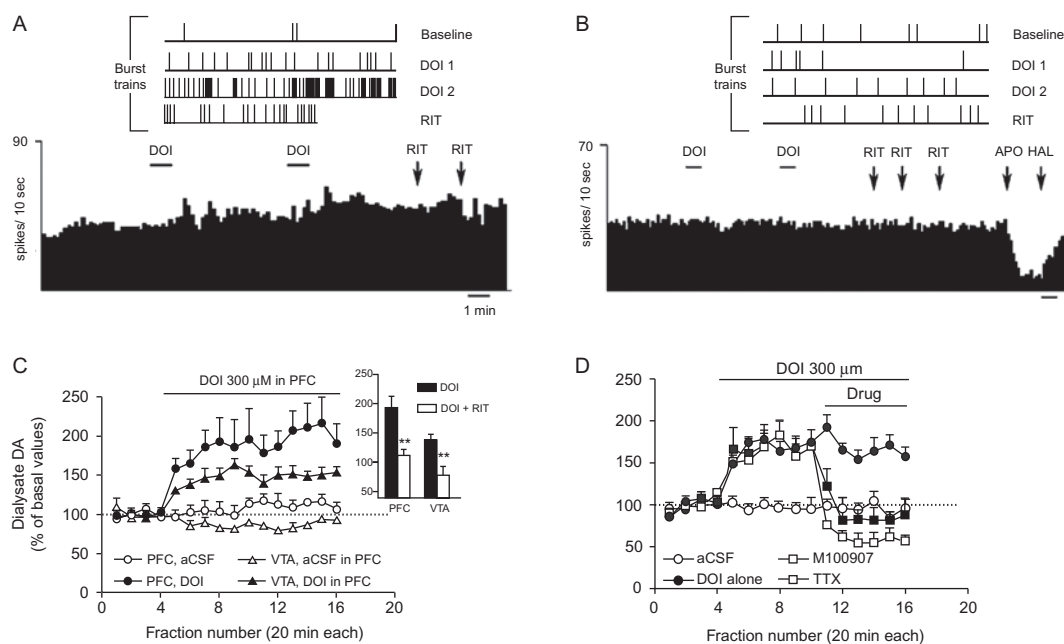 A
Burst trains
Baseline
DOI 1
DOI 2
RIT
90
spikes/ 10 sec
0
DOI
DOI
RIT
RIT
1 min
B
Burst trains
Baseline
DOI 1
DOI 2
RIT
70
spikes/ 10 sec
0
DOI
DOI
RIT
RIT
RIT
APO
HAL
C
DOI 300 μM in PFC
Dialysate DA
(% of basal values)
250
200
150
100
50
0
PFC, aCSF
PFC, DOI
VTA, aCSF in PFC
VTA, DOI in PFC
0 4 8 12 16 20
Fraction number (20 min each)
250
200
150
100
50
DOI
DOI + RIT
**
**
PFC VTA
D
DOI 300 μm
Drug
250
200
150
100
50
0
aCSF
DOI alone
M100907
TTX
0 4 8 12 16 20
Fraction number (20 min each)